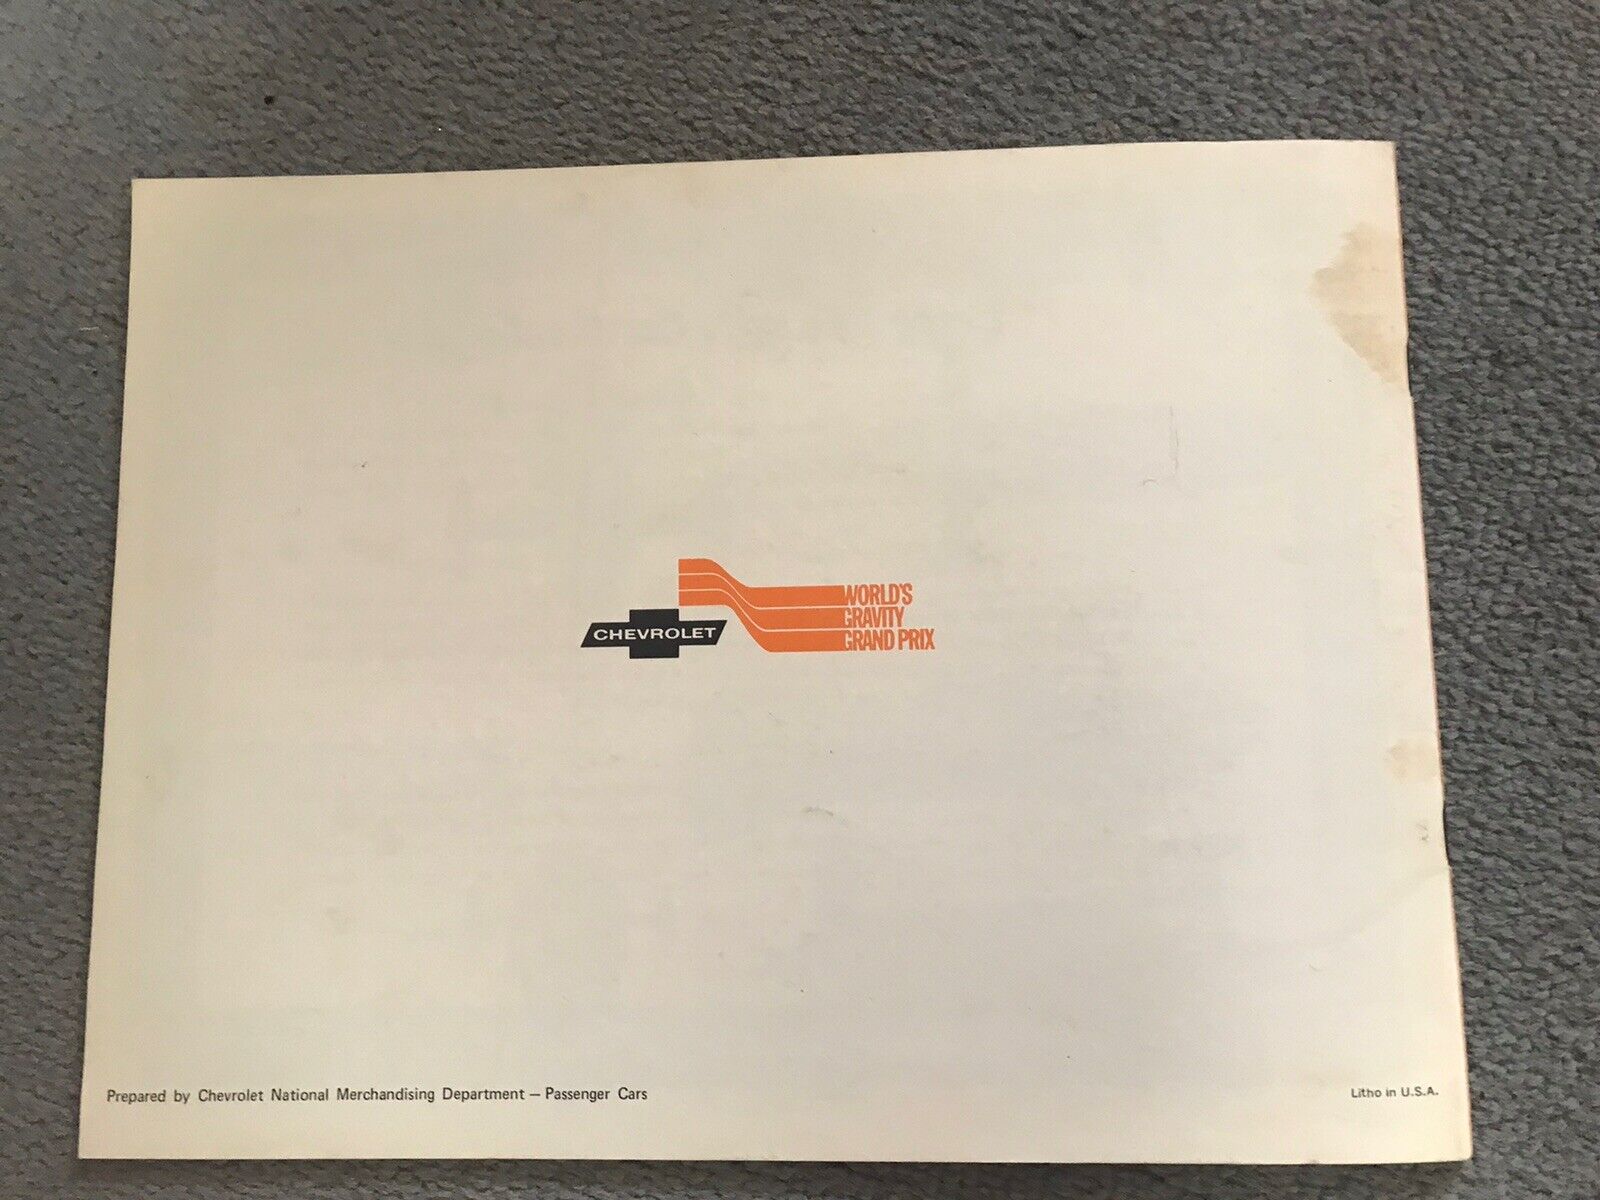 CHEVROLET
WORLD'S
GRAVITY
GRAND PRIX
Prepared by Chevrolet National Merchandising Department — Passenger Cars
Litho in U.S.A.